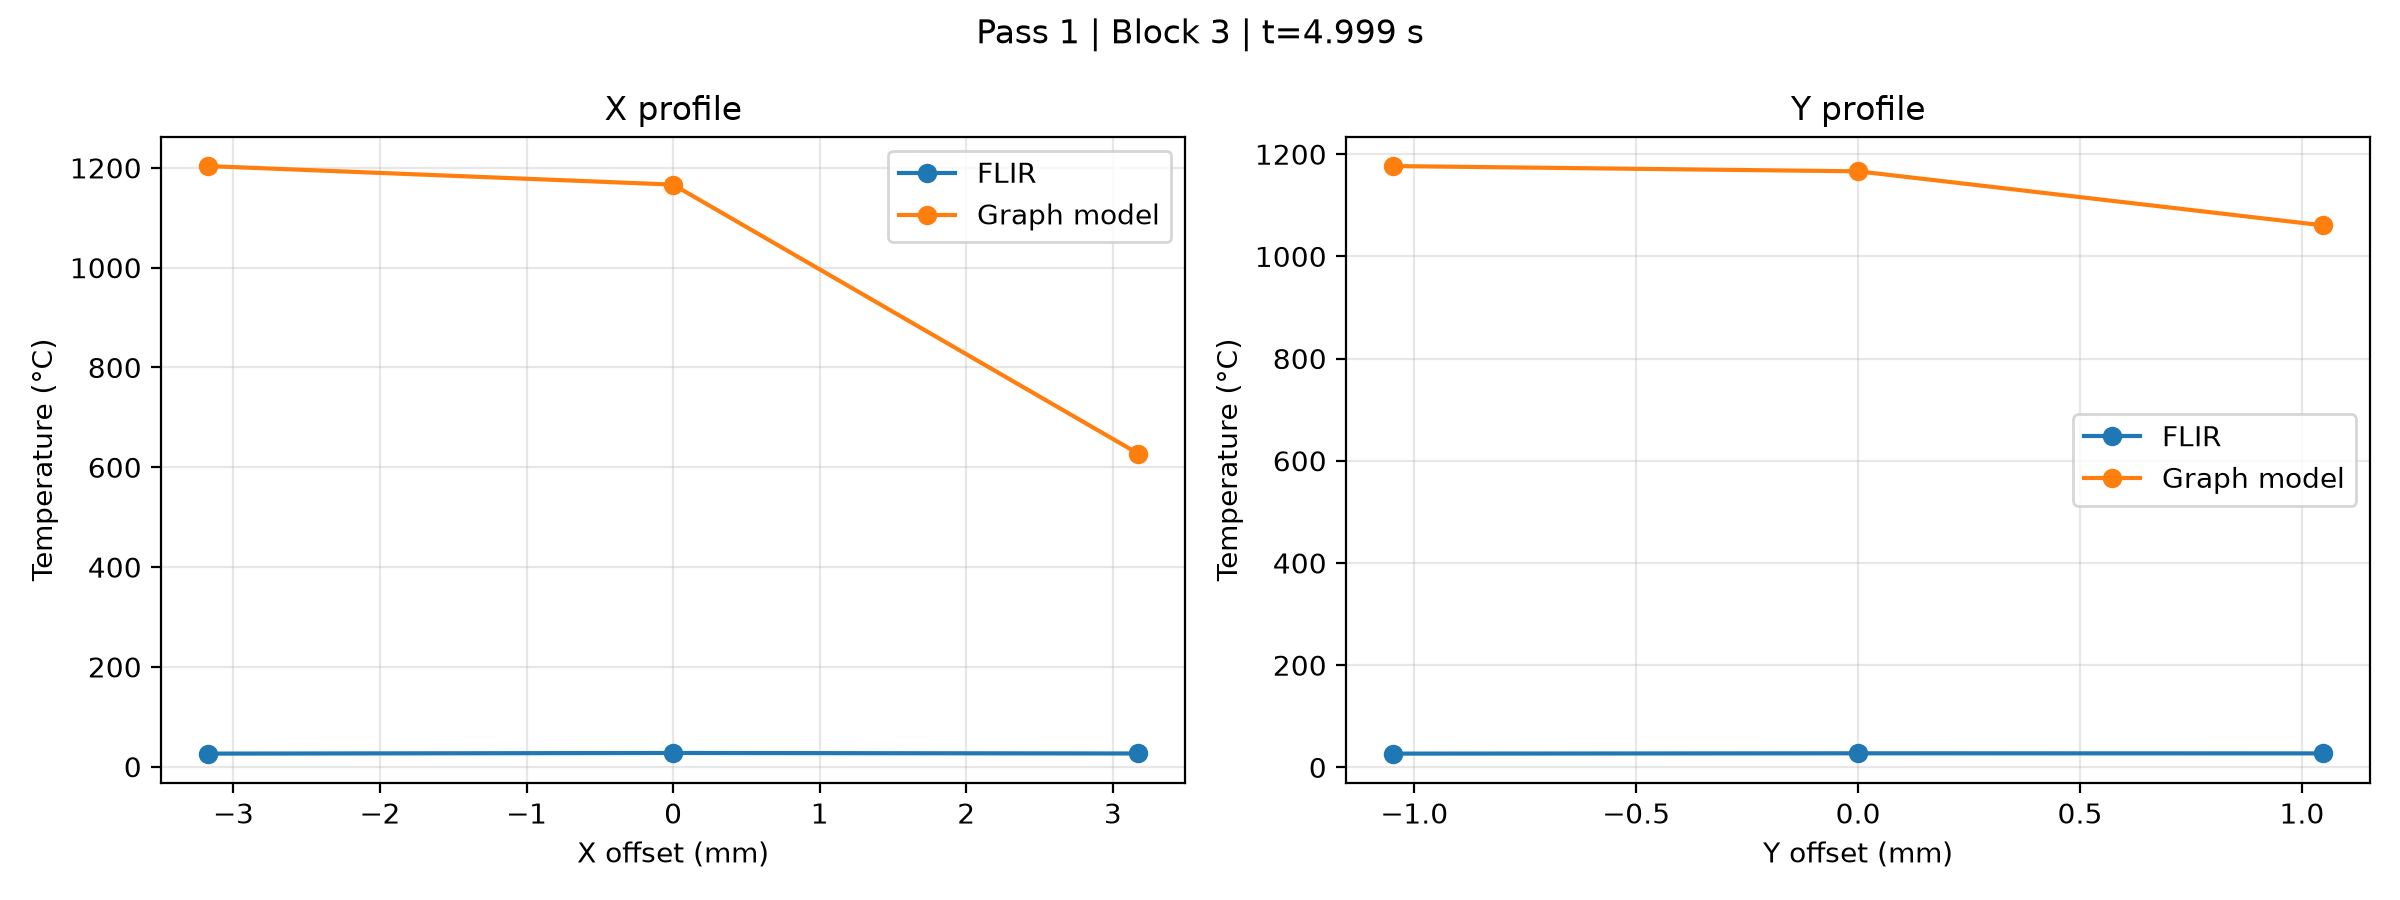 Pass 1 | Block 3 | t=4.999 s
X profile
Temperature (°C)
1200
1000
800
600
400
200
0
FLIR
Graph model
−3 −2 −1 0 1 2 3
X offset (mm)
Y profile
Temperature (°C)
1200
1000
800
600
400
200
0
FLIR
Graph model
−1.0 −0.5 0.0 0.5 1.0
Y offset (mm)